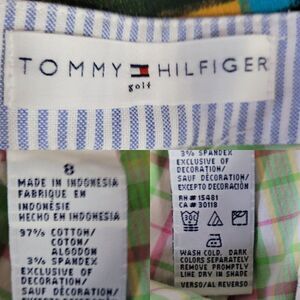 TOMMY HILFIGER
golf
8
MADE IN INDONESIA
FABRIQUE EN
INDONÉSIE
HECHO EN INDONESIA
97% COTTON/
COTON/
ALGODON
3% SPANDEX
EXCLUSIVE OF
DECORATION/
3% SPANDEX
EXCLUSIVE OF
DECORATION/
SAUF DÉCORATION/
EXCEPTO DECORACIÓN
RN# 15481
CA# 30118
WASH COLD. DARK
COLORS SEPARATELY
REMOVE PROMPTLY
LINE DRY IN SHADE
VERSO/AL REVERSO